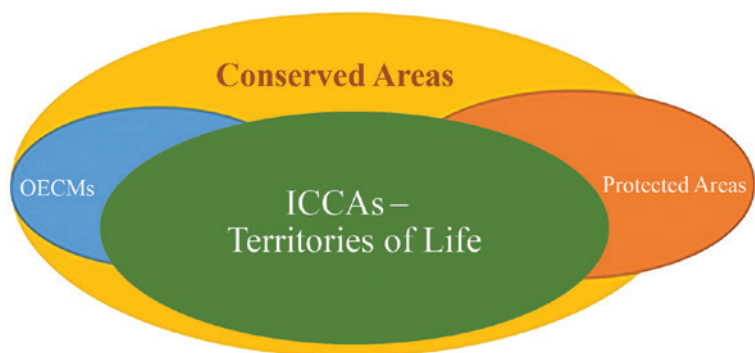 Conserved Areas
OECMs
ICCAs –
Territories of Life
Protected Areas